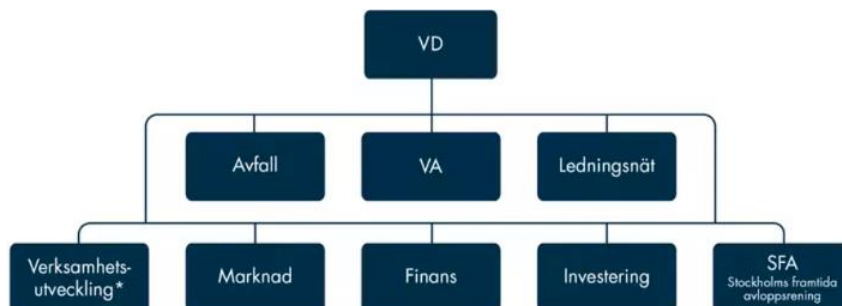 VD
Avfall
VA
Ledningsnät
Verksamhets-
utveckling*
Marknad
Finans
Investering
SFA
Stockholms framtida
avloppsrening